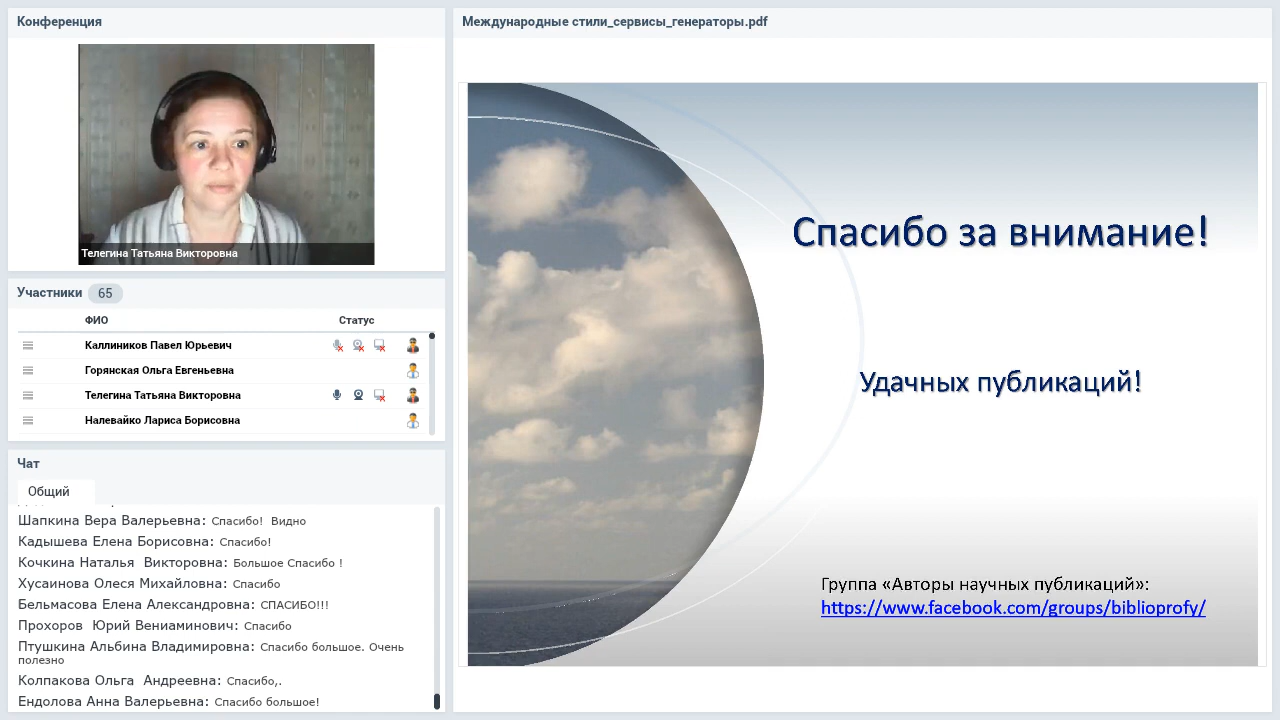 Конференция
Телегина Татьяна Викторовна
Участники 65
ФИО Статус
Каллиников Павел Юрьевич
Горянская Ольга Евгеньевна
Телегина Татьяна Викторовна
Налевайко Лариса Борисовна
Чат
Общий
Шапкина Вера Валерьевна: Спасибо! Видно
Кадышева Елена Борисовна: Спасибо!
Кочкина Наталья Викторовна: Большое Спасибо !
Хусаинова Олеся Михайловна: Спасибо
Бельмасова Елена Александровна: СПАСИБО!!!
Прохоров Юрий Вениаминович: Спасибо
Птушкина Альбина Владимировна: Спасибо большое. Очень
полезно
Колпакова Ольга Андреевна: Спасибо,.
Ендолова Анна Валерьевна: Спасибо большое!
Международные стили_сервисы_генераторы.pdf
Спасибо за внимание!
Удачных публикаций!
Группа «Авторы научных публикаций»:
https://www.facebook.com/groups/biblioprofy/